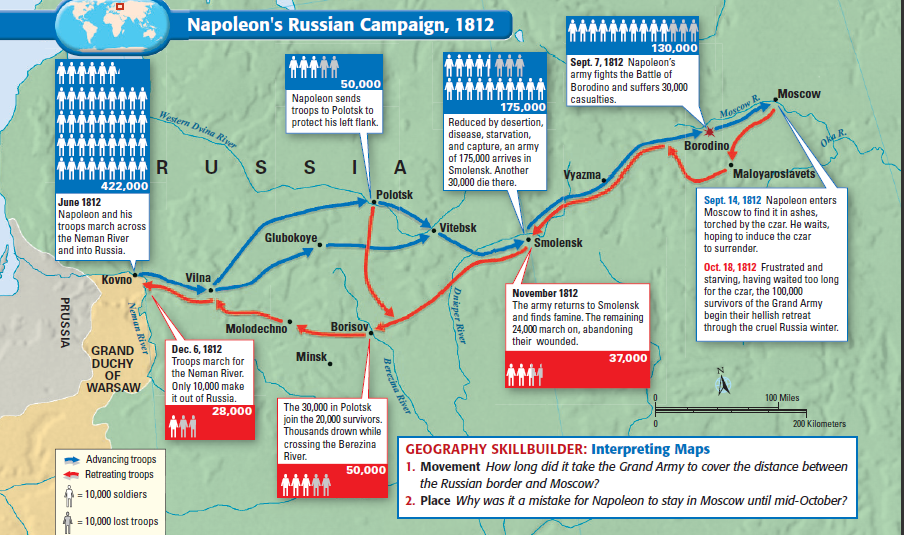 Napoleon's Russian Campaign, 1812
422,000
June 1812
Napoleon and his
troops march across
the Neman River
and into Russia.
50,000
Napoleon sends
troops to Polotsk to
protect his left flank.
175,000
Reduced by desertion,
disease, starvation,
and capture, an army
of 175,000 arrives in
Smolensk. Another
30,000 die there.
130,000
Sept. 7, 1812 Napoleon's
army fights the Battle of
Borodino and suffers 30,000
casualties.
Western Dvina River
RUSSIA
Moscow R.
Moscow
Oka R.
Borodino
Maloyaroslavets
Vyazma
Polotsk
Vitebsk
Glubokoye
Smolensk
Kovno
Vilna
Molodechno
Borisov
Minsk
Neman River
Dnieper River
Berezina River
PRUSSIA
GRAND
DUCHY
OF
WARSAW
Sept. 14, 1812 Napoleon enters
Moscow to find it in ashes,
torched by the czar. He waits,
hoping to induce the czar
to surrender.
Oct. 18, 1812 Frustrated and
starving, having waited too long
for the czar, the 100,000
survivors of the Grand Army
begin their hellish retreat
through the cruel Russia winter.
November 1812
The army returns to Smolensk
and finds famine. The remaining
24,000 march on, abandoning
their wounded.
37,000
Dec. 6, 1812
Troops march for
the Neman River.
Only 10,000 make
it out of Russia.
28,000
The 30,000 in Polotsk
join the 20,000 survivors.
Thousands drown while
crossing the Berezina
River.
50,000
N
0 100 Miles
0 200 Kilometers
Advancing troops
Retreating troops
= 10,000 soldiers
= 10,000 lost troops
GEOGRAPHY SKILLBUILDER: Interpreting Maps
1. Movement How long did it take the Grand Army to cover the distance between
the Russian border and Moscow?
2. Place Why was it a mistake for Napoleon to stay in Moscow until mid-October?